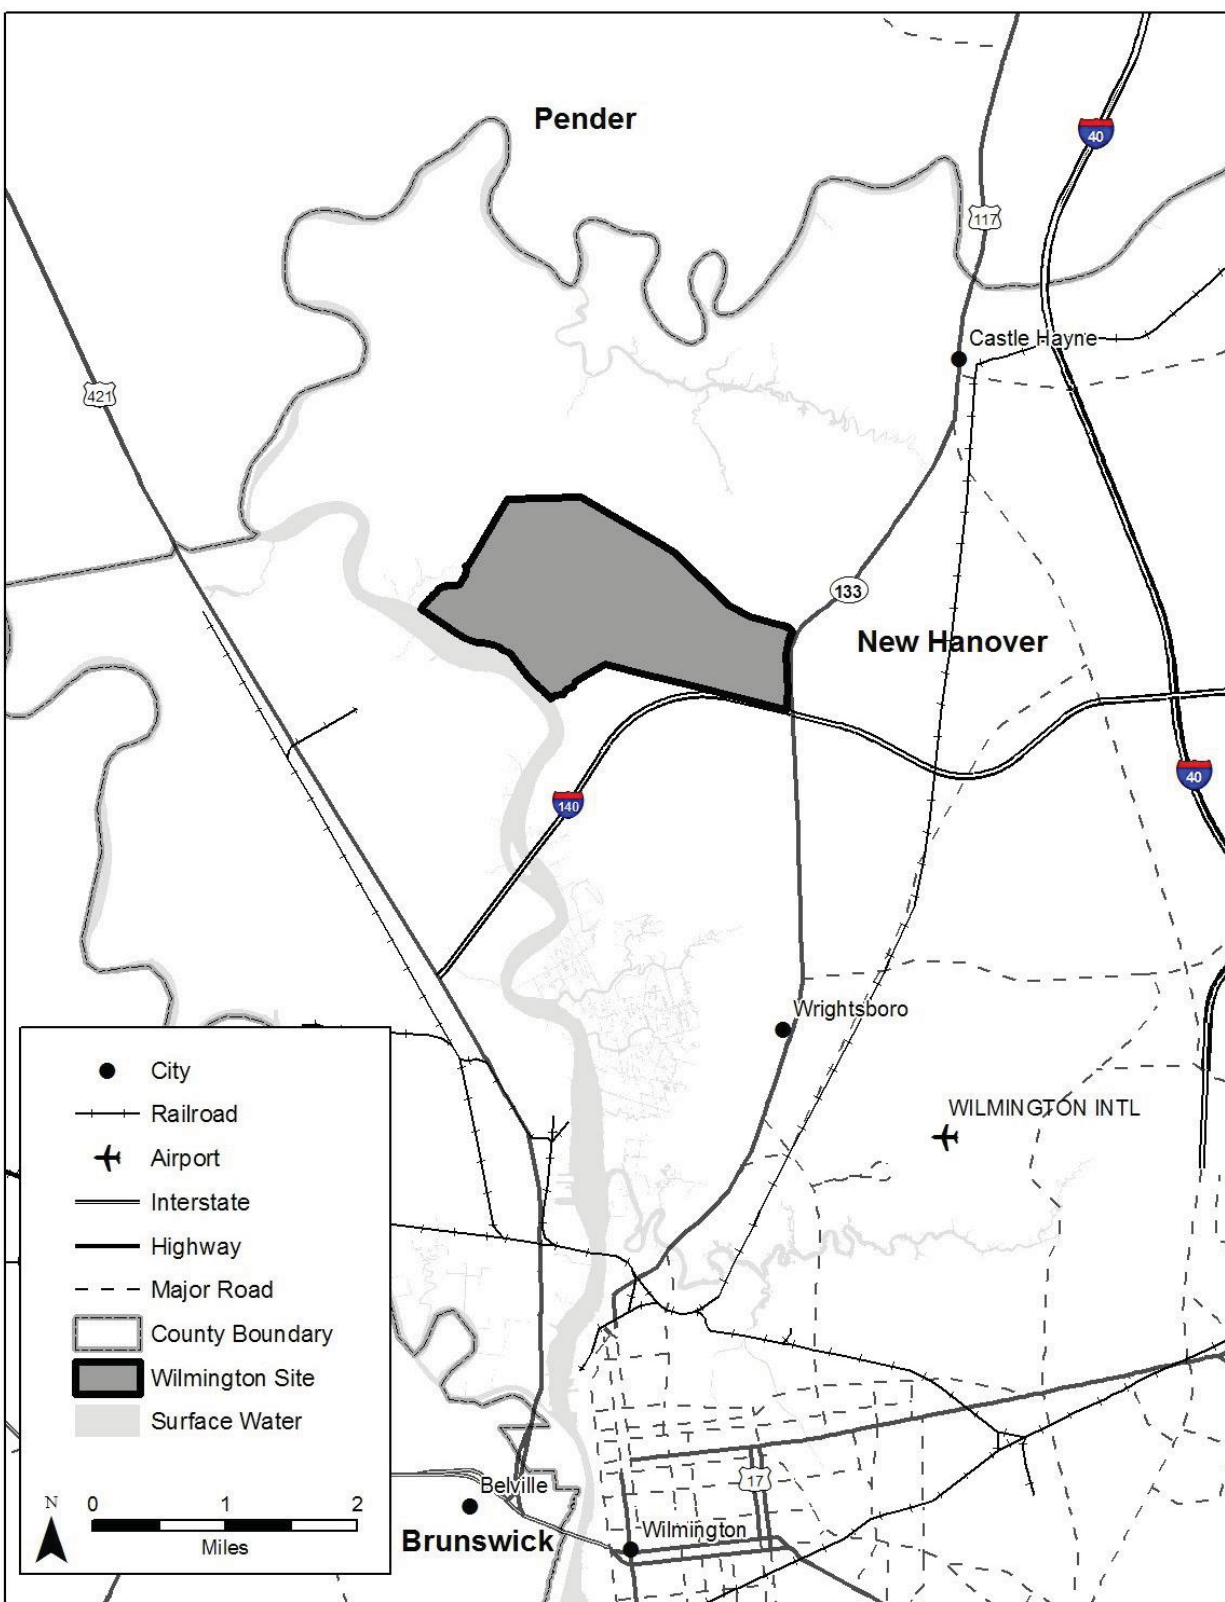 Pender
40
117
Castle Hayne
421
133
New Hanover
40
140
Wrightsboro
WILMINGTON INTL
City
Railroad
Airport
Interstate
Highway
Major Road
County Boundary
Wilmington Site
Surface Water
N
0 1 2
Miles
17
Belville
Brunswick
Wilmington